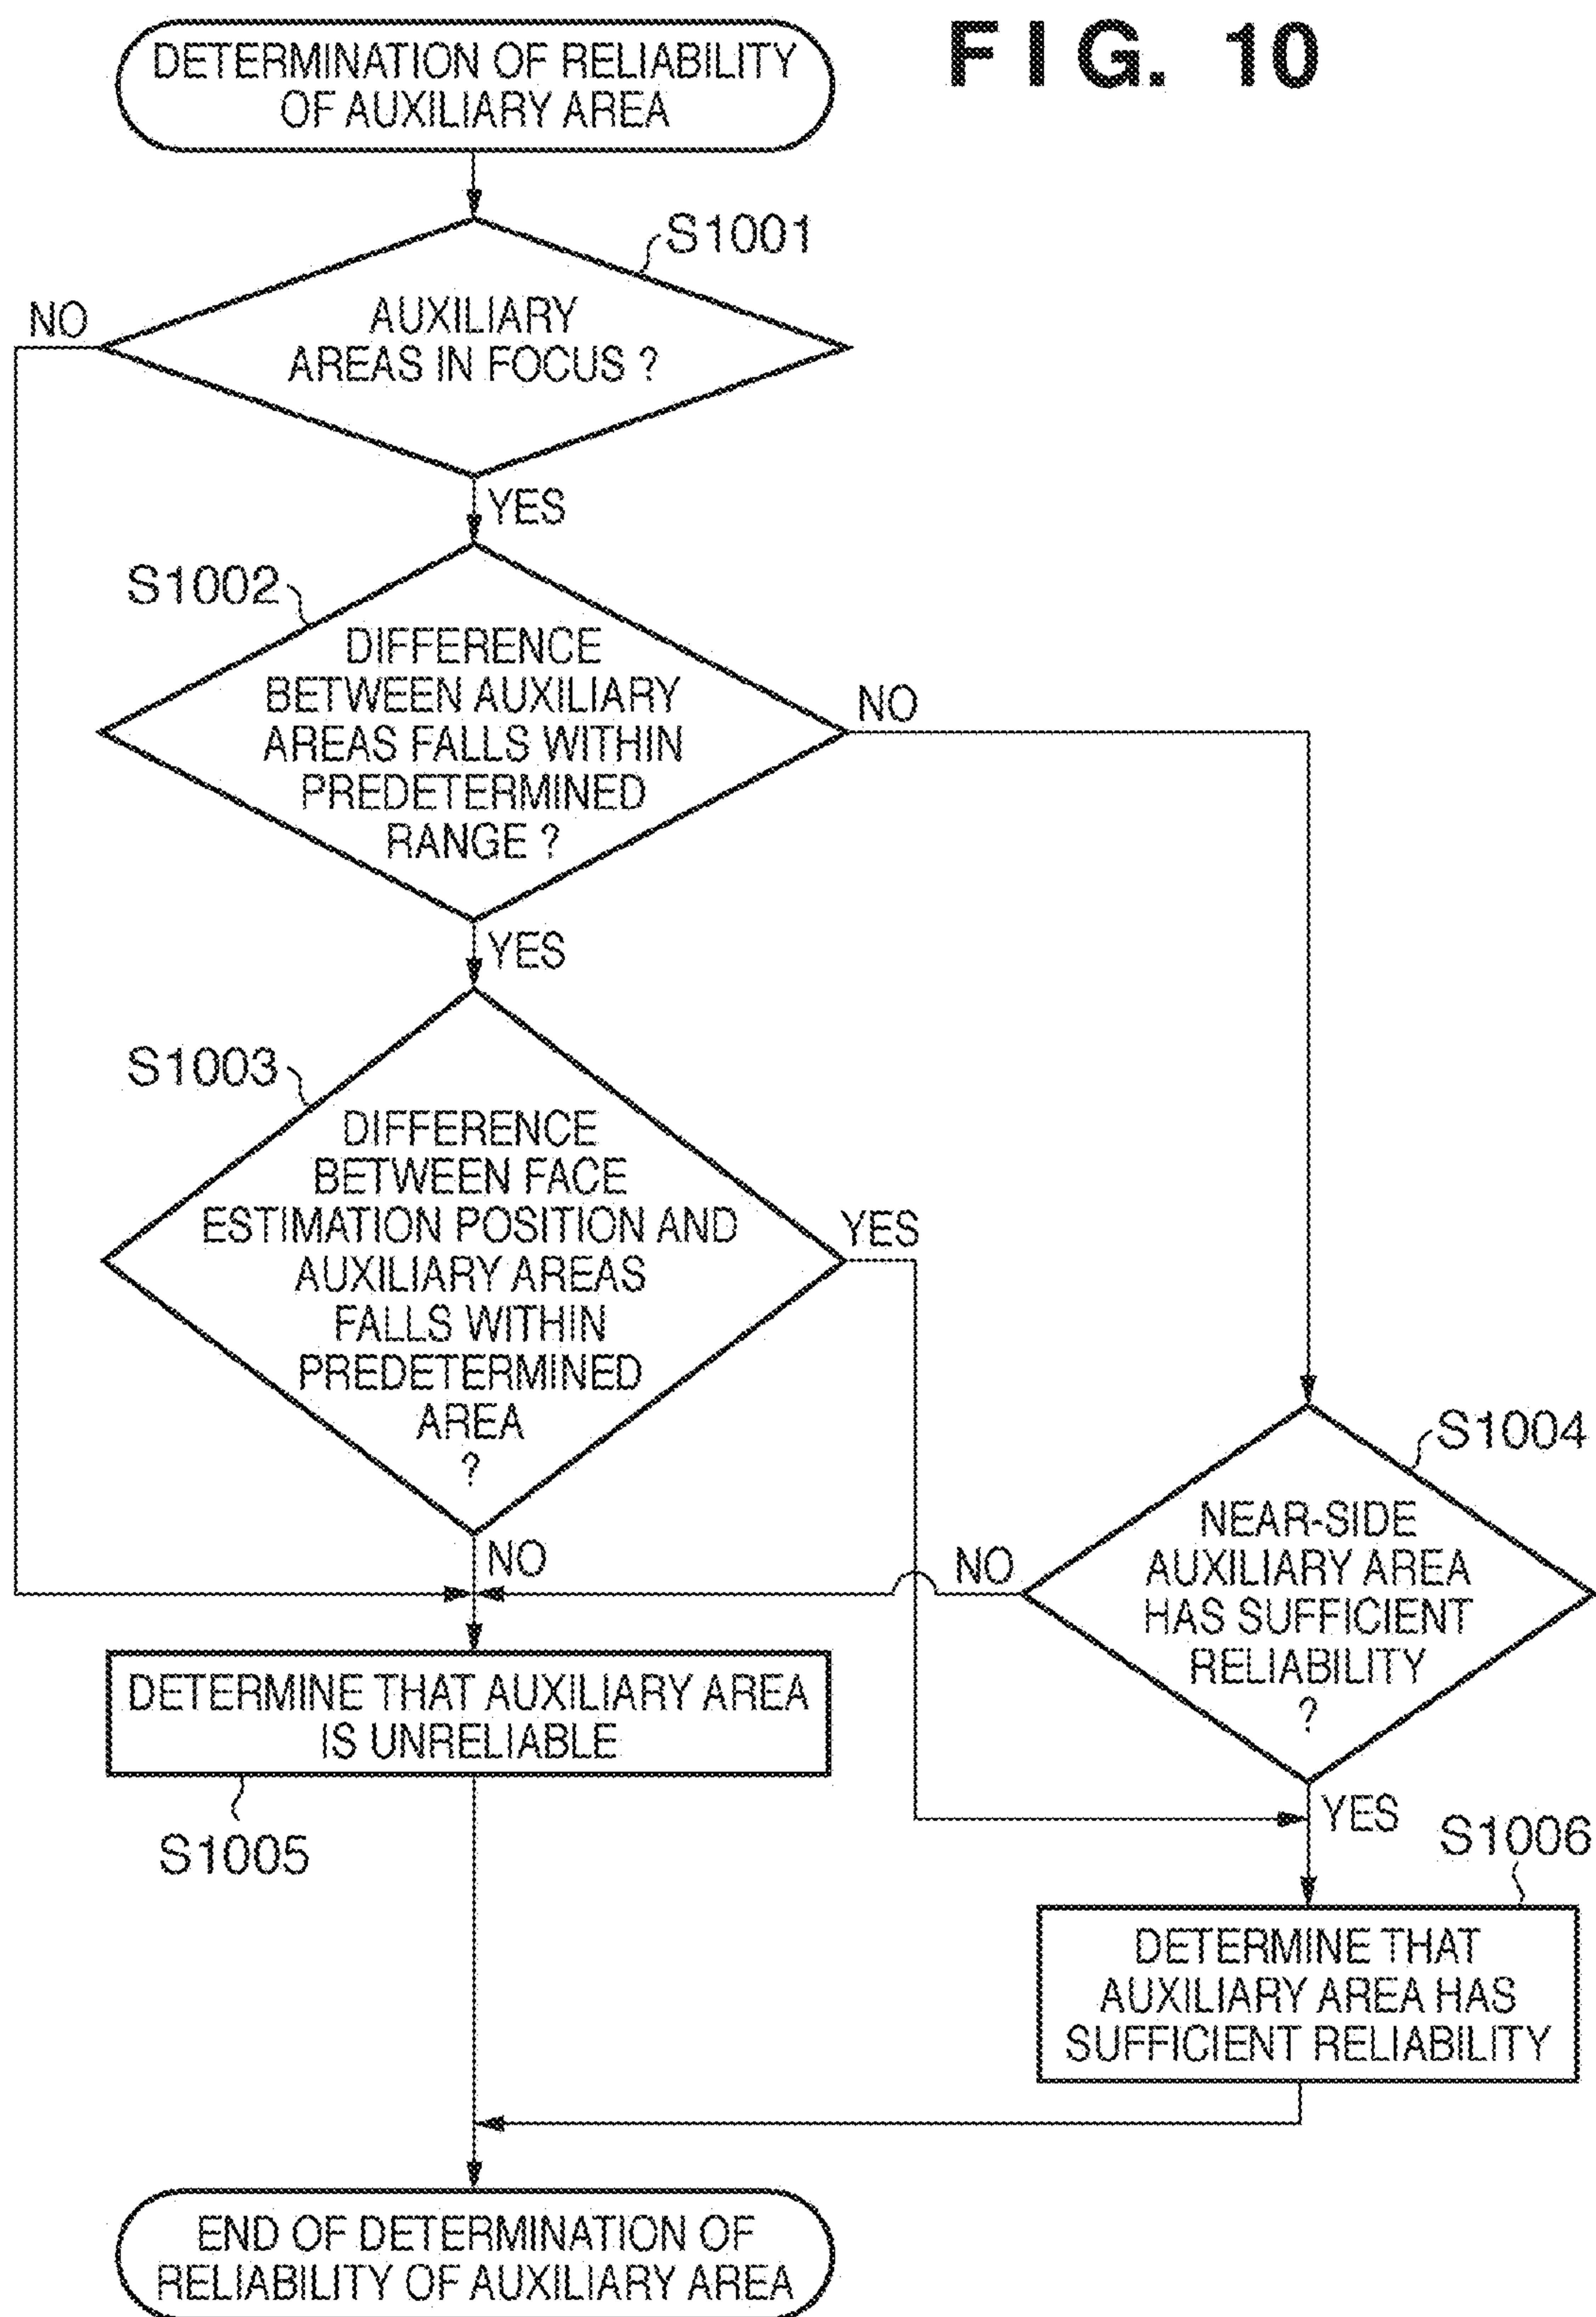 FIG. 10
DETERMINATION OF RELIABILITY
OF AUXILIARY AREA
S1001
NO
AUXILIARY
AREAS IN FOCUS ?
YES
S1002
DIFFERENCE
BETWEEN AUXILIARY
AREAS FALLS WITHIN
PREDETERMINED
RANGE ?
NO
YES
S1003
DIFFERENCE
BETWEEN FACE
ESTIMATION POSITION AND
AUXILIARY AREAS
FALLS WITHIN
PREDETERMINED
AREA
?
YES
NO
S1004
NEAR-SIDE
AUXILIARY AREA
HAS SUFFICIENT
RELIABILITY
?
NO
YES
DETERMINE THAT AUXILIARY AREA
IS UNRELIABLE
S1005
S1006
DETERMINE THAT
AUXILIARY AREA HAS
SUFFICIENT RELIABILITY
END OF DETERMINATION OF
RELIABILITY OF AUXILIARY AREA